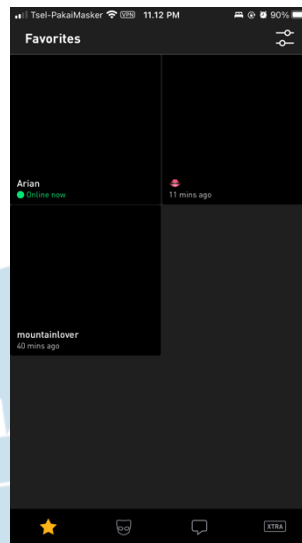 Tsel-PakaiMasker VPN 11.12 PM 90%
Favorites
Arian
Online now
11 mins ago
mountainlover
40 mins ago
XTRA